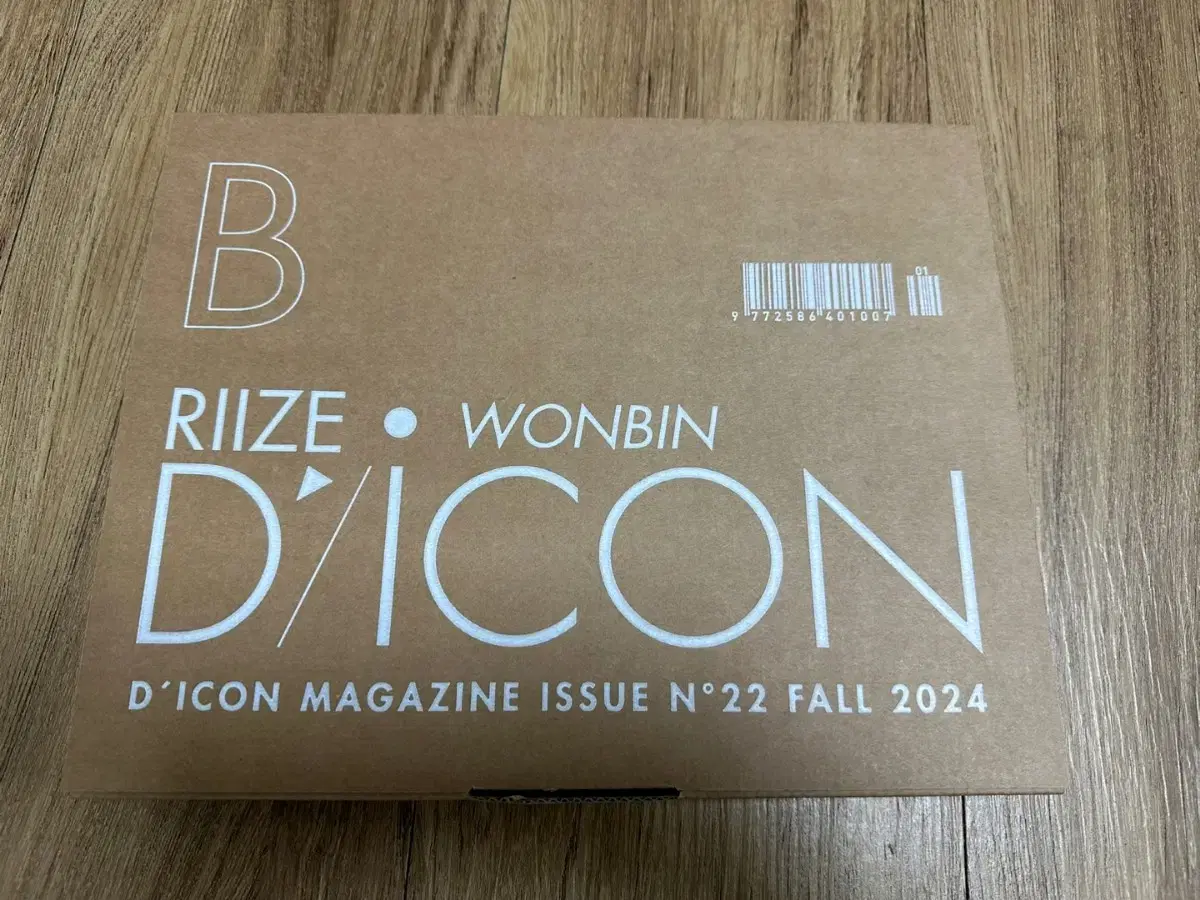 B
01
9 772586 401007
RIIZE • WONBIN
D'/ICON
D´ICON MAGAZINE ISSUE N°22 FALL 2024